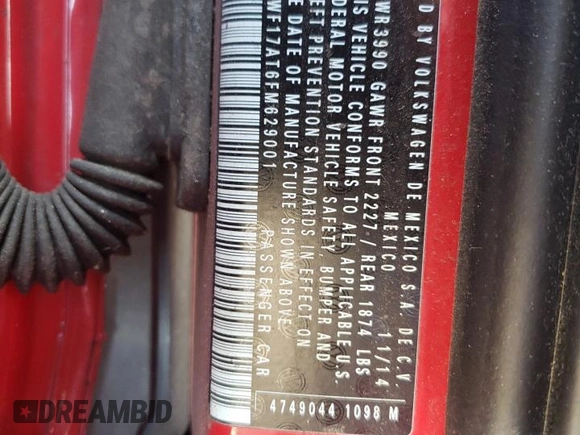 D BY VOLKSWAGEN DE MEXICO S.A. DE C.V.
MEXICO 11/14
WR3990 GAWR FRONT 2227 / REAR 1874 LBS
IS VEHICLE CONFORMS TO ALL APPLICABLE U.S.
DERAL MOTOR VEHICLE SAFETY, BUMPER AND
EFT PREVENTION STANDARDS IN EFFECT ON
E DATE OF MANUFACTURE SHOWN ABOVE
WF17AT6FM629001
PASSENGER CAR
4749044 1098 M
DREAMBID